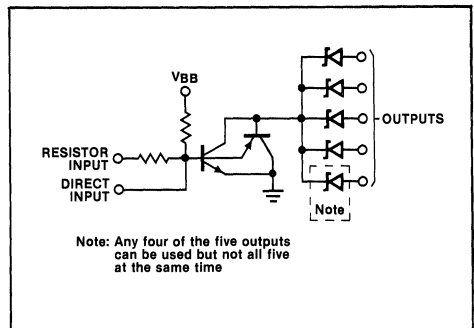 VBB
RESISTOR
INPUT
DIRECT
INPUT
OUTPUTS
Note
Note: Any four of the five outputs
can be used but not all five
at the same time